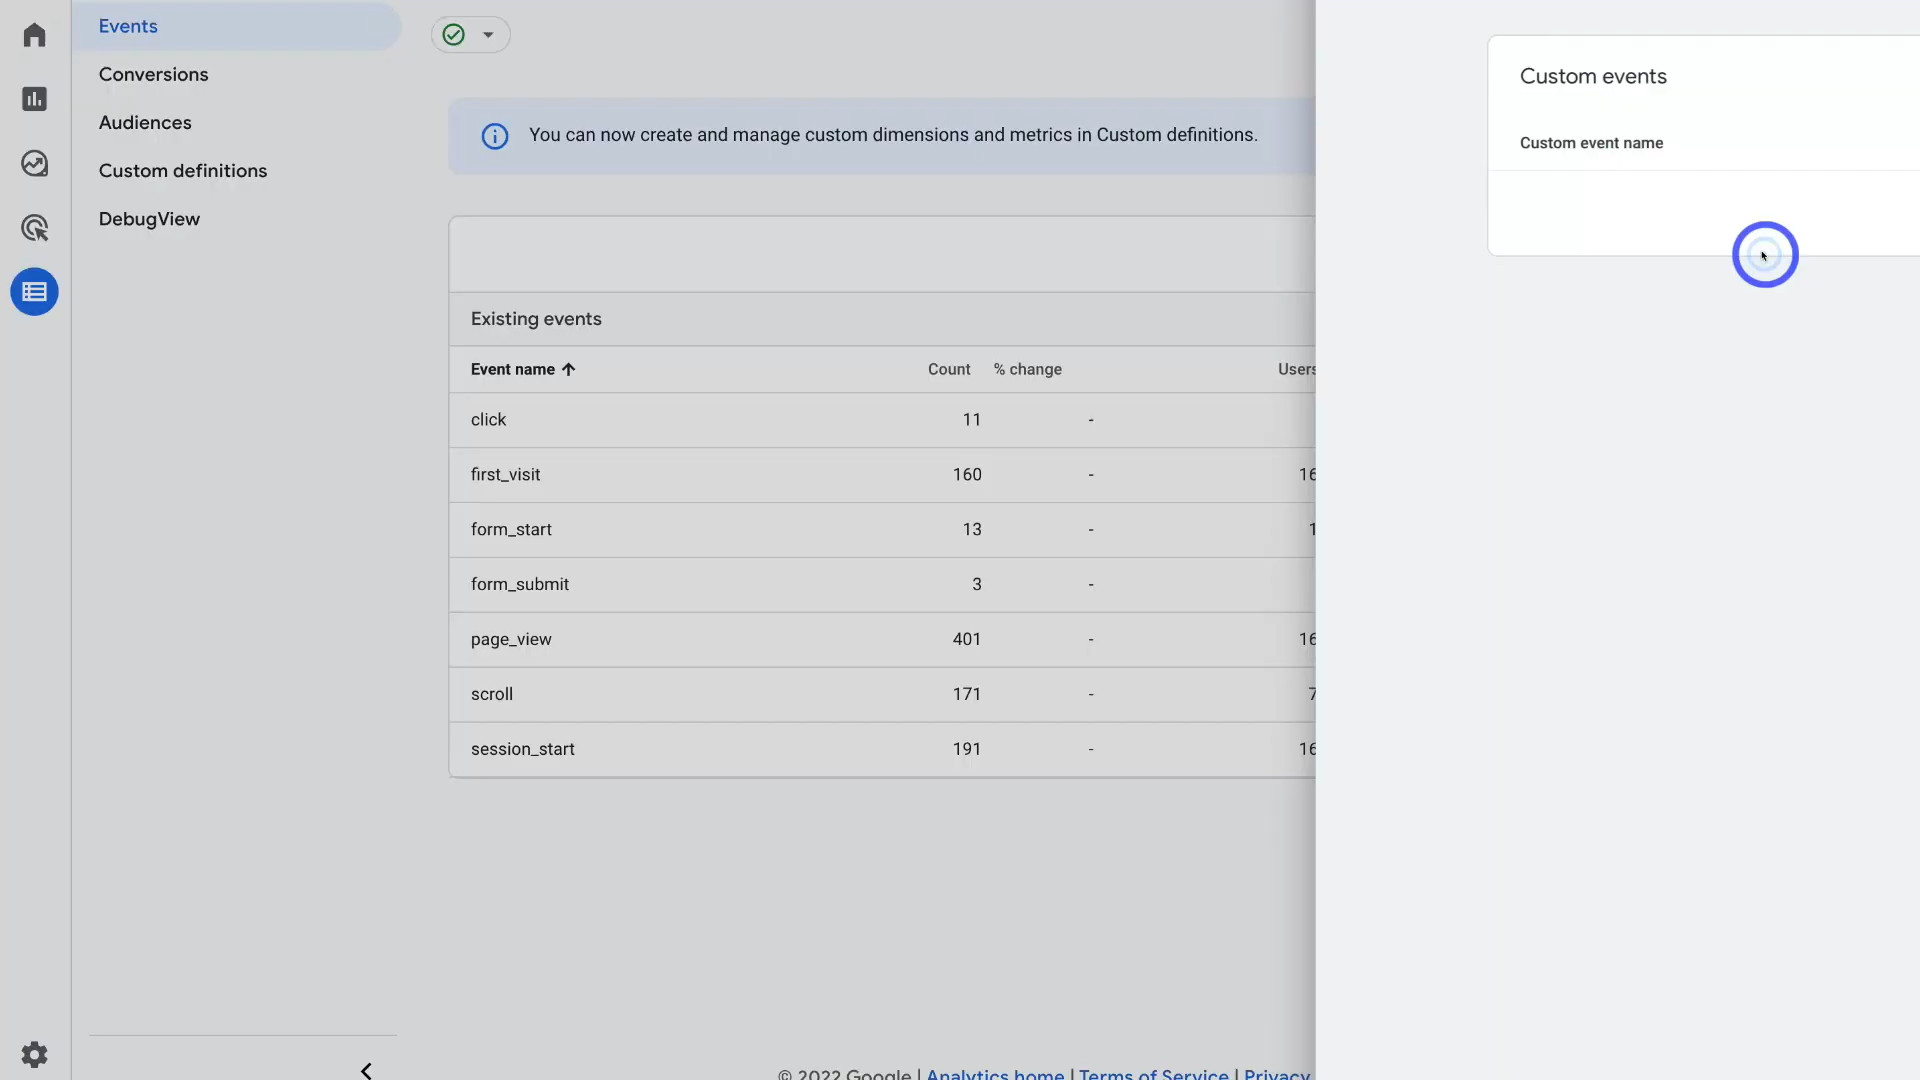 Events
Conversions
Audiences
Custom definitions
DebugView
You can now create and manage custom dimensions and metrics in Custom definitions.
Existing events
Event name Count % change Users
click 11 -
first_visit 160 - 16
form_start 13 - 1
form_submit 3 -
page_view 401 - 16
scroll 171 - 7
session_start 191 - 16
© 2022 Google | Analytics home | Terms of Service | Privacy
Custom events
Custom event name